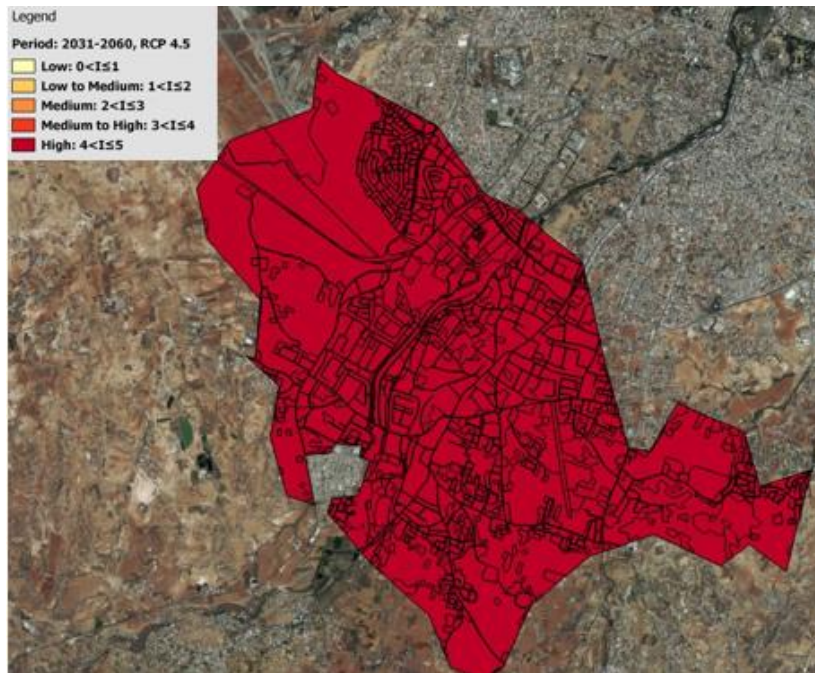 Legend
Period: 2031-2060, RCP 4.5
Low: 0<I≤1
Low to Medium: 1<I≤2
Medium: 2<I≤3
Medium to High: 3<I≤4
High: 4<I≤5